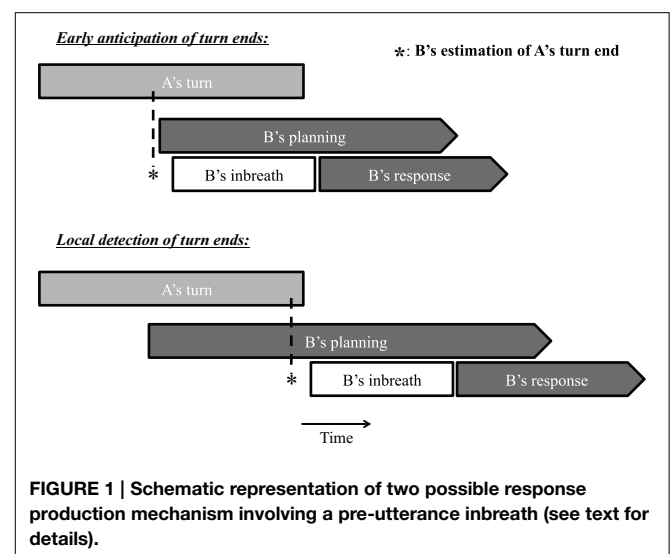 Early anticipation of turn ends:
*: B's estimation of A's turn end
A's turn
B's planning
*
B's inbreath
B's response
Local detection of turn ends:
A's turn
B's planning
*
B's inbreath
B's response
Time
FIGURE 1 | Schematic representation of two possible response
production mechanism involving a pre-utterance inbreath (see text for
details).